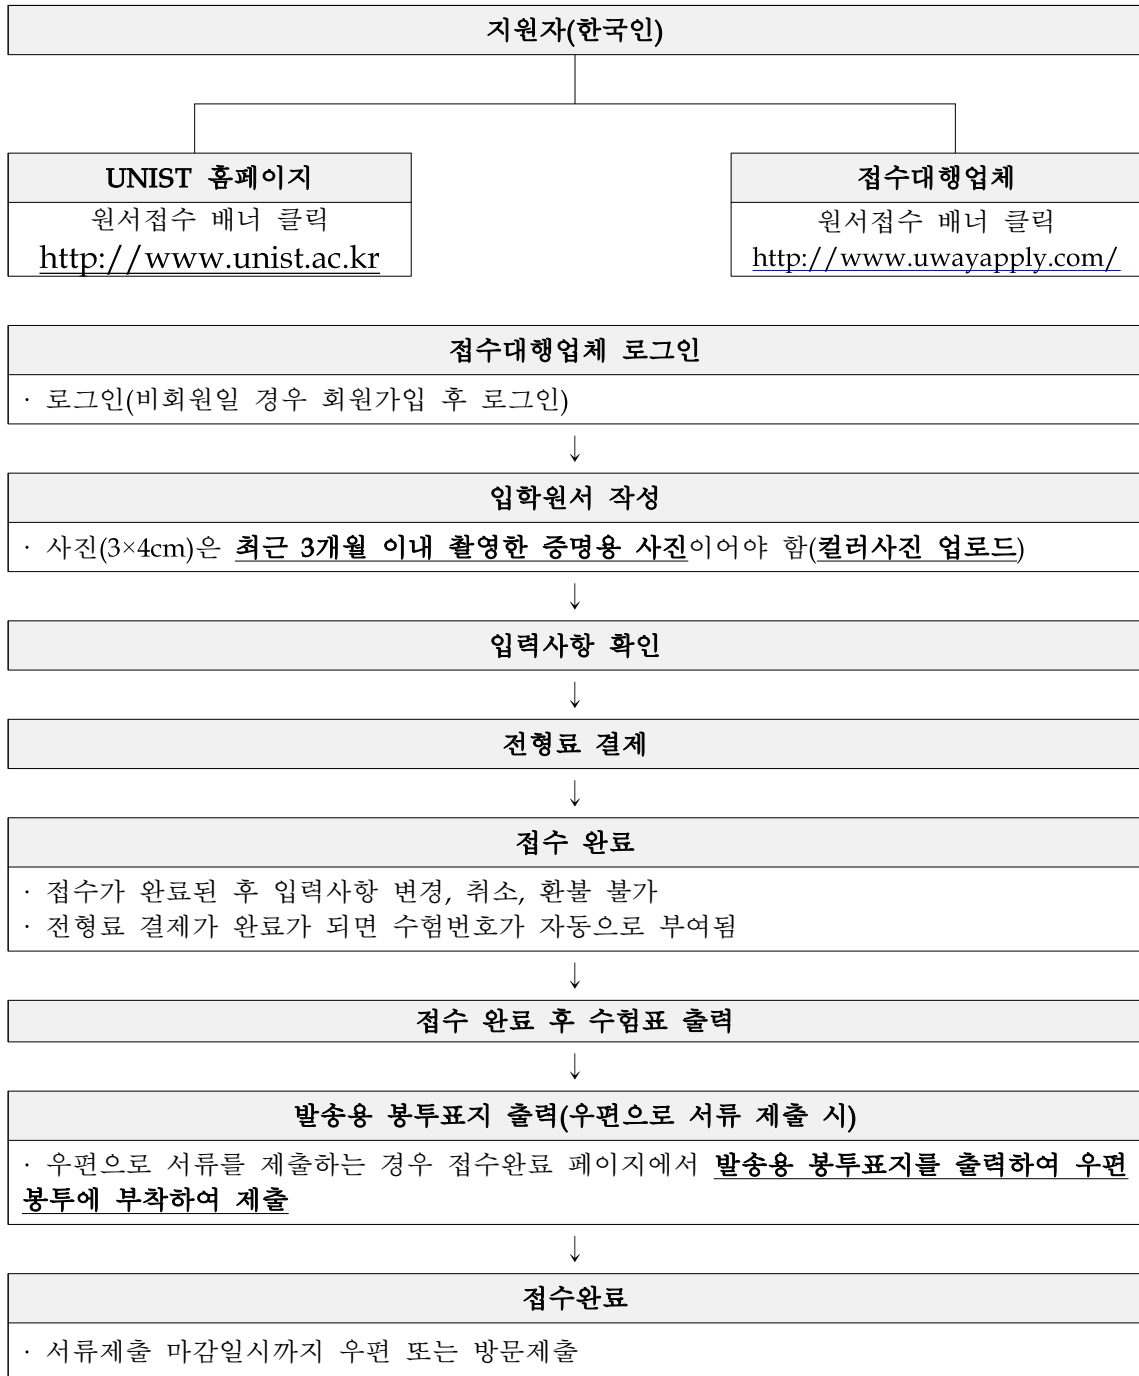 지원자(한국인)
UNIST 홈페이지
원서접수 배너 클릭
http://www.unist.ac.kr
접수대행업체
원서접수 배너 클릭
http://www.uwayapply.com/
접수대행업체 로그인
· 로그인(비회원일 경우 회원가입 후 로그인)
↓
입학원서 작성
· 사진(3×4cm)은 최근 3개월 이내 촬영한 증명용 사진이어야 함(컬러사진 업로드)
↓
입력사항 확인
↓
전형료 결제
↓
접수 완료
· 접수가 완료된 후 입력사항 변경, 취소, 환불 불가
· 전형료 결제가 완료가 되면 수험번호가 자동으로 부여됨
↓
접수 완료 후 수험표 출력
↓
발송용 봉투표지 출력(우편으로 서류 제출 시)
· 우편으로 서류를 제출하는 경우 접수완료 페이지에서 발송용 봉투표지를 출력하여 우편
봉투에 부착하여 제출
↓
접수완료
· 서류제출 마감일시까지 우편 또는 방문제출